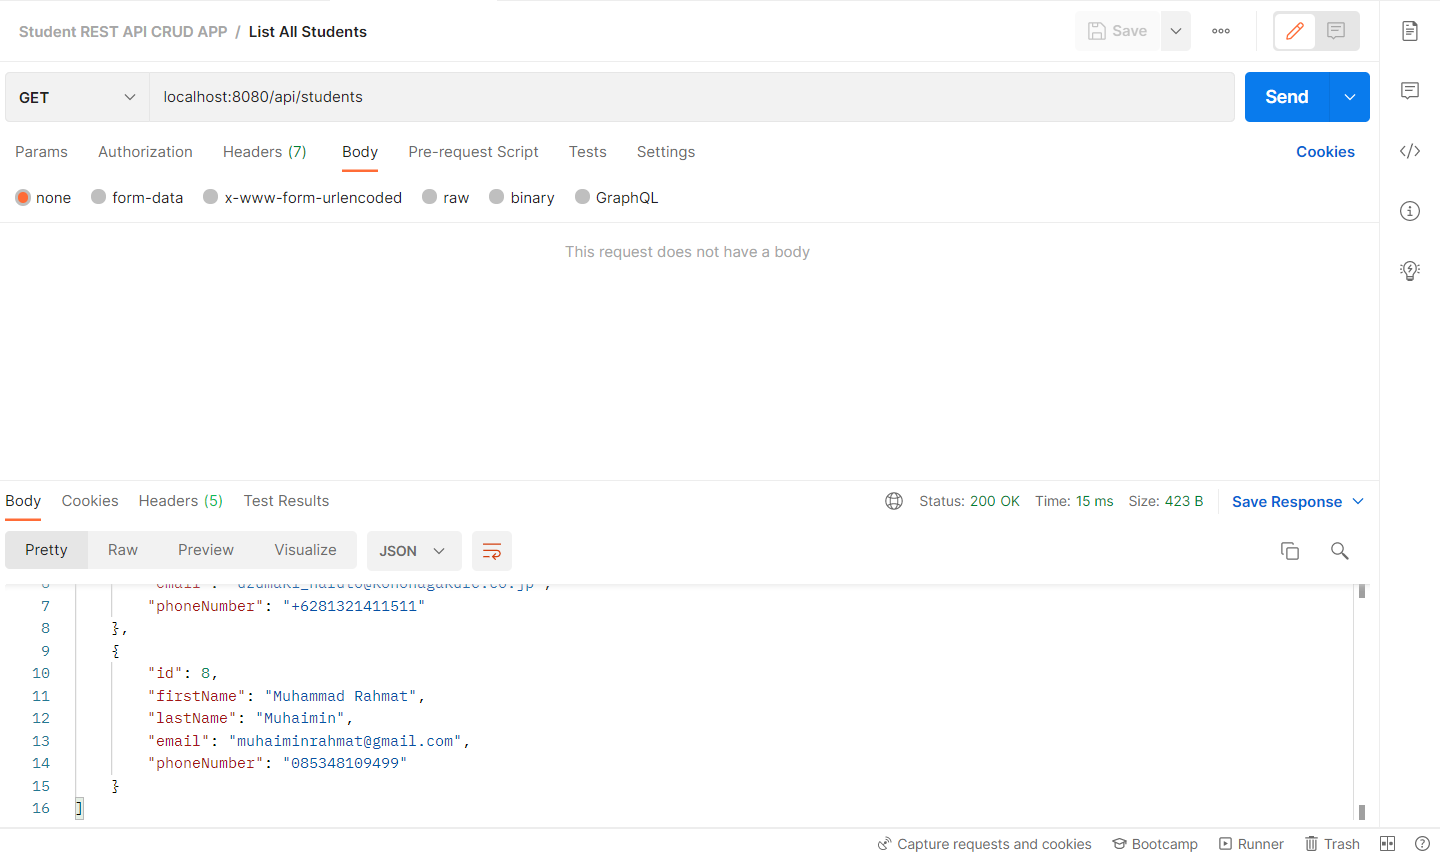 Student REST API CRUD APP / List All Students
Save
GET
localhost:8080/api/students
Send
Params Authorization Headers (7) Body Pre-request Script Tests Settings
Cookies
none form-data x-www-form-urlencoded raw binary GraphQL
This request does not have a body
Body Cookies Headers (5) Test Results
Status: 200 OK Time: 15 ms Size: 423 B Save Response
Pretty Raw Preview Visualize JSON
7 "phoneNumber": "+6281321411511"
8 },
9 {
10 "id": 8,
11 "firstName": "Muhammad Rahmat",
12 "lastName": "Muhaimin",
13 "email": "muhaiminrahmat@gmail.com",
14 "phoneNumber": "085348109499"
15 }
16 ]
Capture requests and cookies Bootcamp Runner Trash